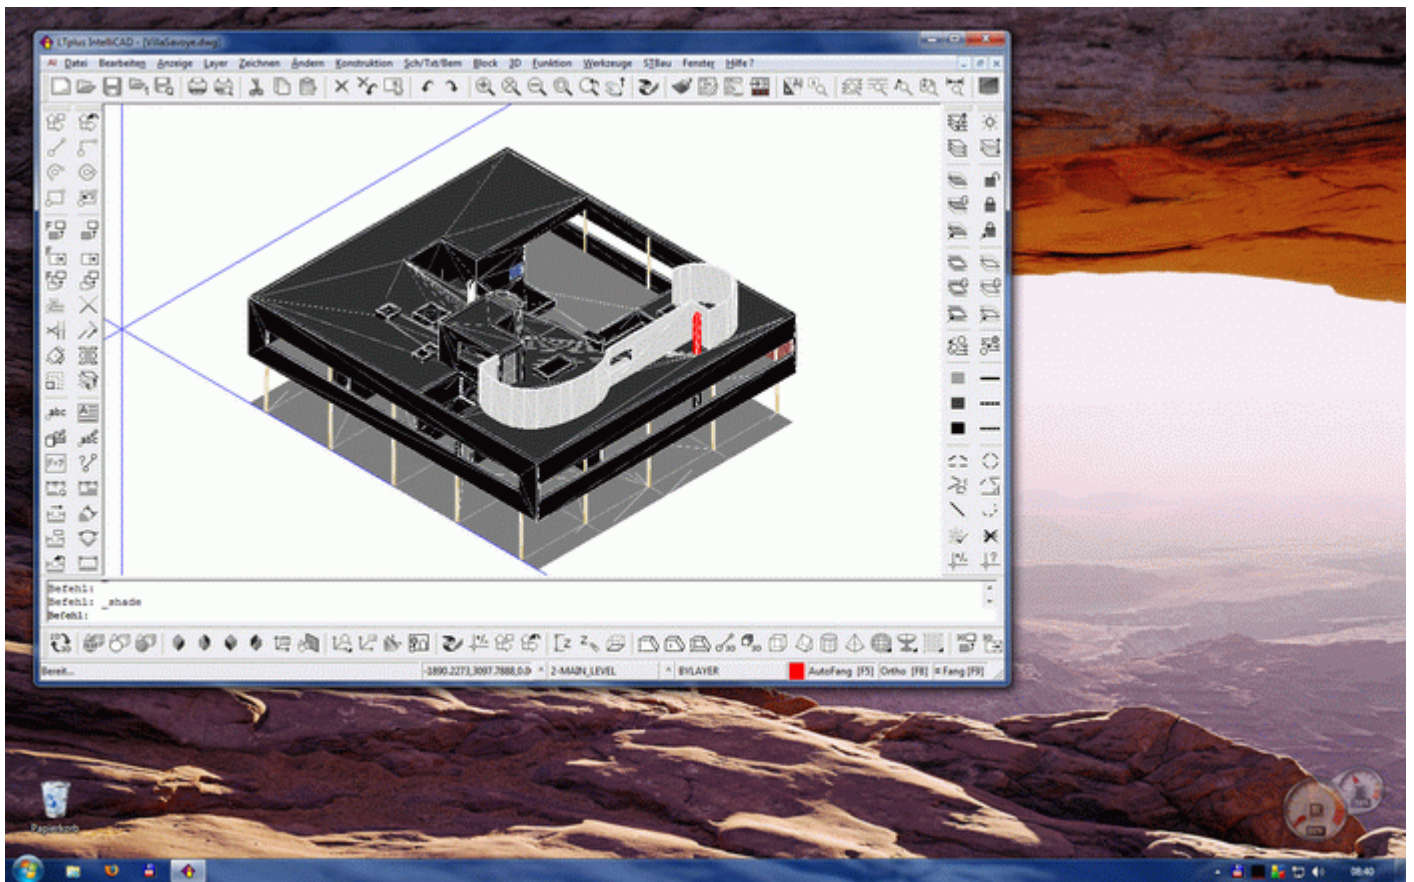 LTplus IntelliCAD - [VillaSavoye.dwg]
Datei Bearbeiten Anzeige Layer Zeichnen Ändern Konstruktion Sch/Txt/Bem Block 3D Funktion Werkzeuge STBau Fenster Hilfe ?
abc
abc
F=?
Befehl:
Befehl: _shade
Befehl:
Bereit...
-1890.2273,3097.7888,0.0
2-MAIN_LEVEL
BYLAYER
AutoFang [F5]
Ortho [F8]
Fang [F9]
Papierkorb
08:40